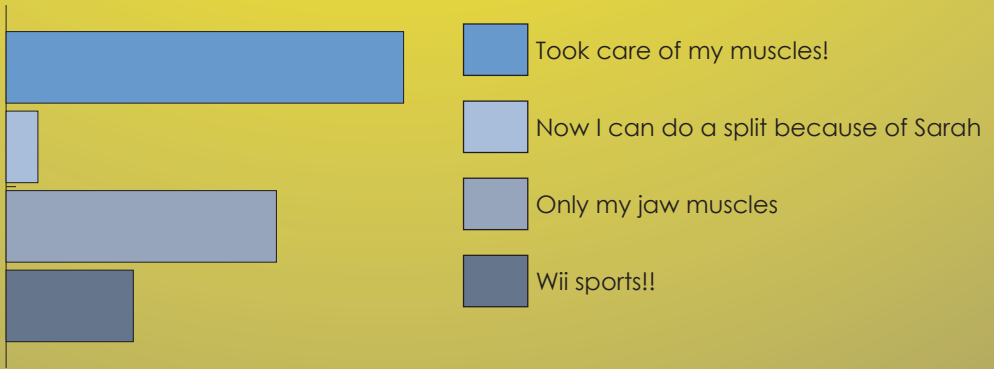 Took care of my muscles!
Now I can do a split because of Sarah
Only my jaw muscles
Wii sports!!